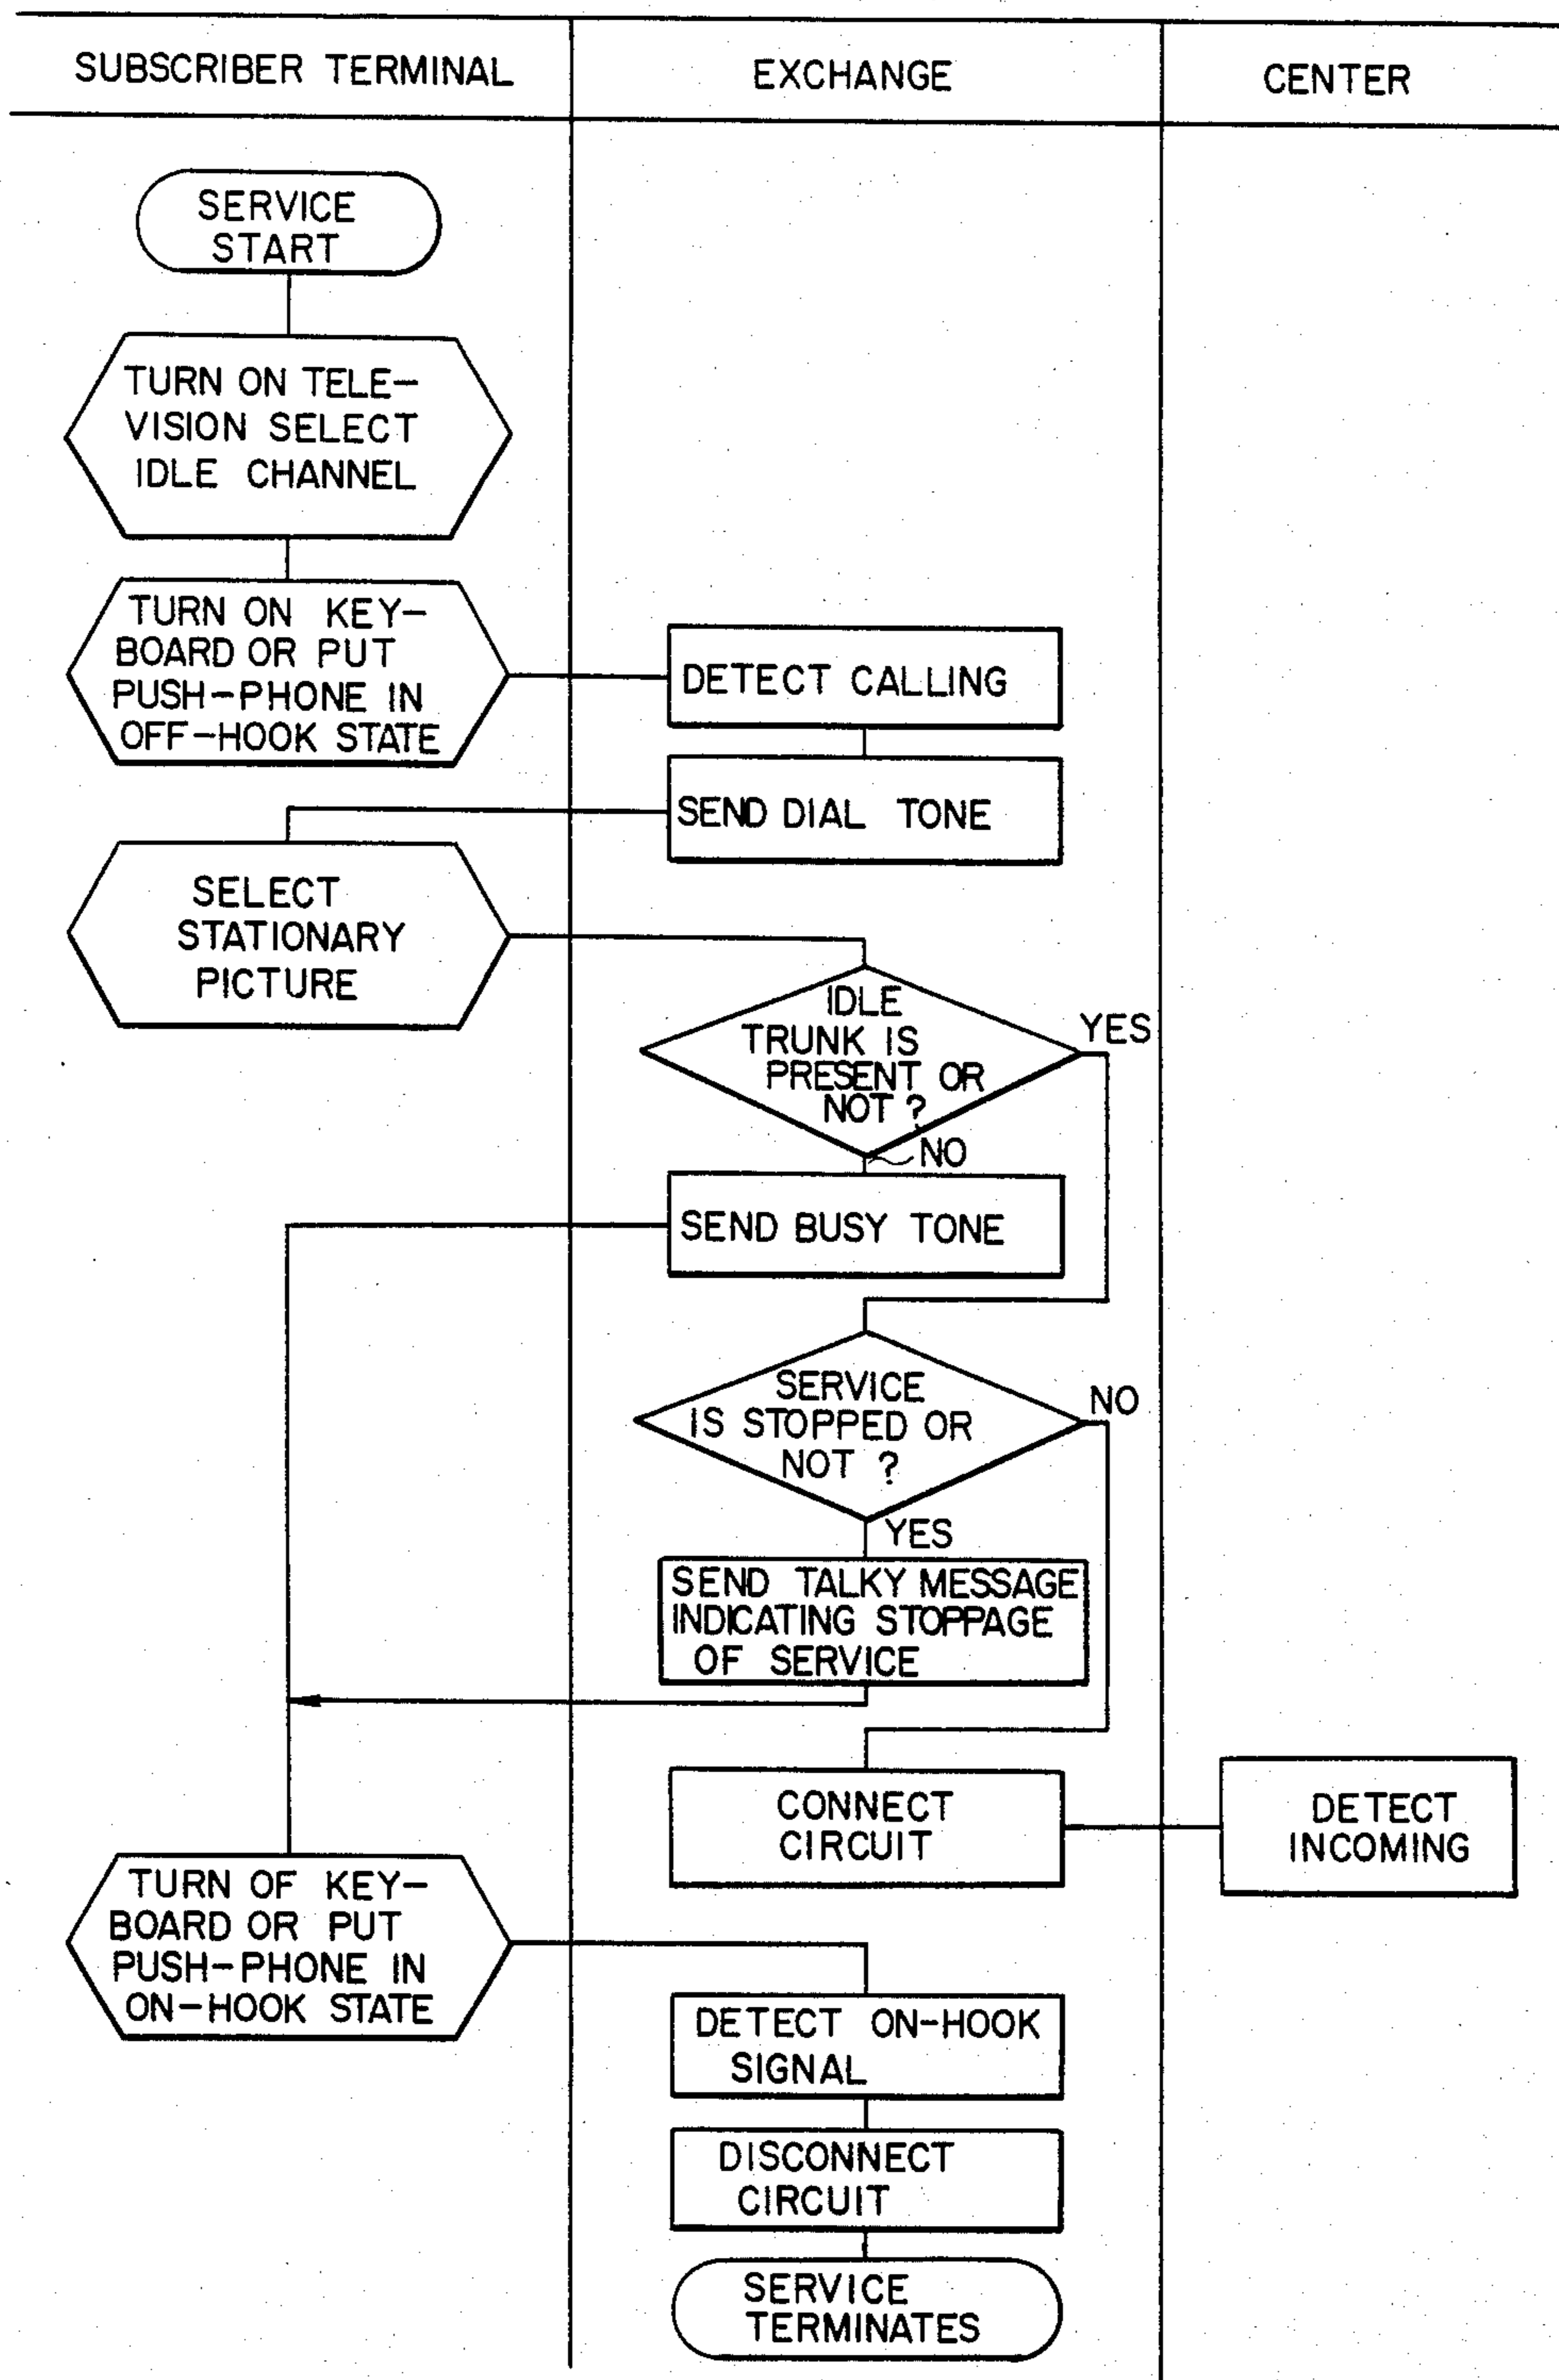 SUBSCRIBER TERMINAL
EXCHANGE
CENTER
SERVICE
START
TURN ON TELE-
VISION SELECT
IDLE CHANNEL
TURN ON KEY-
BOARD OR PUT
PUSH-PHONE IN
OFF-HOOK STATE
DETECT CALLING
SEND DIAL TONE
SELECT
STATIONARY
PICTURE
IDLE
TRUNK IS
PRESENT OR
NOT ?
YES
NO
SEND BUSY TONE
SERVICE
IS STOPPED OR
NOT ?
NO
YES
SEND TALKY MESSAGE
INDICATING STOPPAGE
OF SERVICE
CONNECT
CIRCUIT
DETECT
INCOMING
TURN OF KEY-
BOARD OR PUT
PUSH-PHONE IN
ON-HOOK STATE
DETECT ON-HOOK
SIGNAL
DISCONNECT
CIRCUIT
SERVICE
TERMINATES